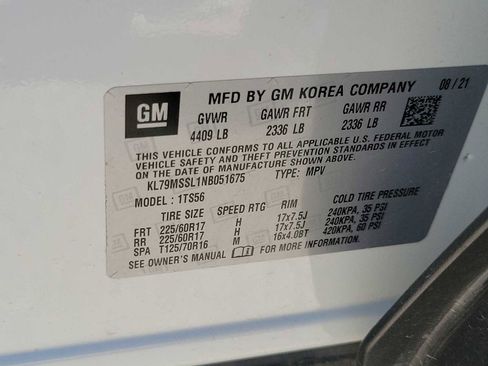 GM
MFD BY GM KOREA COMPANY 08/21
GVWR GAWR FRT GAWR RR
4409 LB 2336 LB 2336 LB
THIS VEHICLE CONFORMS TO ALL APPLICABLE U.S. FEDERAL MOTOR
VEHICLE SAFETY AND THEFT PREVENTION STANDARDS IN EFFECT ON
THE DATE OF MANUFACTURE SHOWN ABOVE.
KL79MSSL1NB051675 TYPE: MPV
MODEL : 1TS56
TIRE SIZE SPEED RTG RIM COLD TIRE PRESSURE
FRT 225/60R17 H 17x7.5J 240KPA, 35 PSI
RR 225/60R17 H 17x7.5J 240KPA, 35 PSI
SPA T125/70R16 M 16x4.0BT 420KPA, 60 PSI
SEE OWNER'S MANUAL FOR MORE INFORMATION.